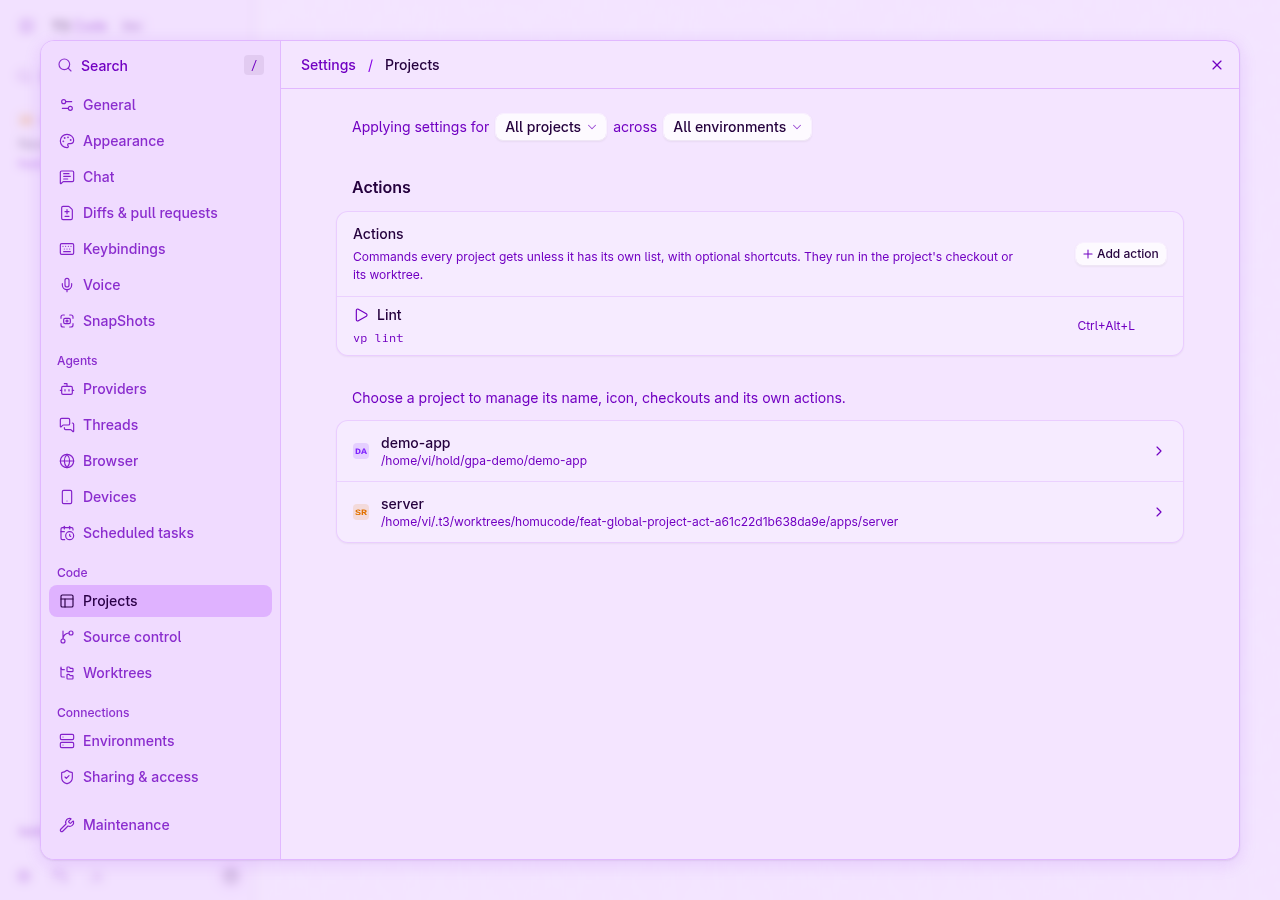 Search /
General
Appearance
Chat
Diffs & pull requests
Keybindings
Voice
SnapShots
Agents
Providers
Threads
Browser
Devices
Scheduled tasks
Code
Projects
Source control
Worktrees
Connections
Environments
Sharing & access
Maintenance
Settings / Projects
Applying settings for All projects across All environments
Actions
Actions
Commands every project gets unless it has its own list, with optional shortcuts. They run in the project's checkout or
its worktree.
Add action
Lint
vp lint
Ctrl+Alt+L
Choose a project to manage its name, icon, checkouts and its own actions.
DA
demo-app
/home/vi/hold/gpa-demo/demo-app
SR
server
/home/vi/.t3/worktrees/homucode/feat-global-project-act-a61c22d1b638da9e/apps/server